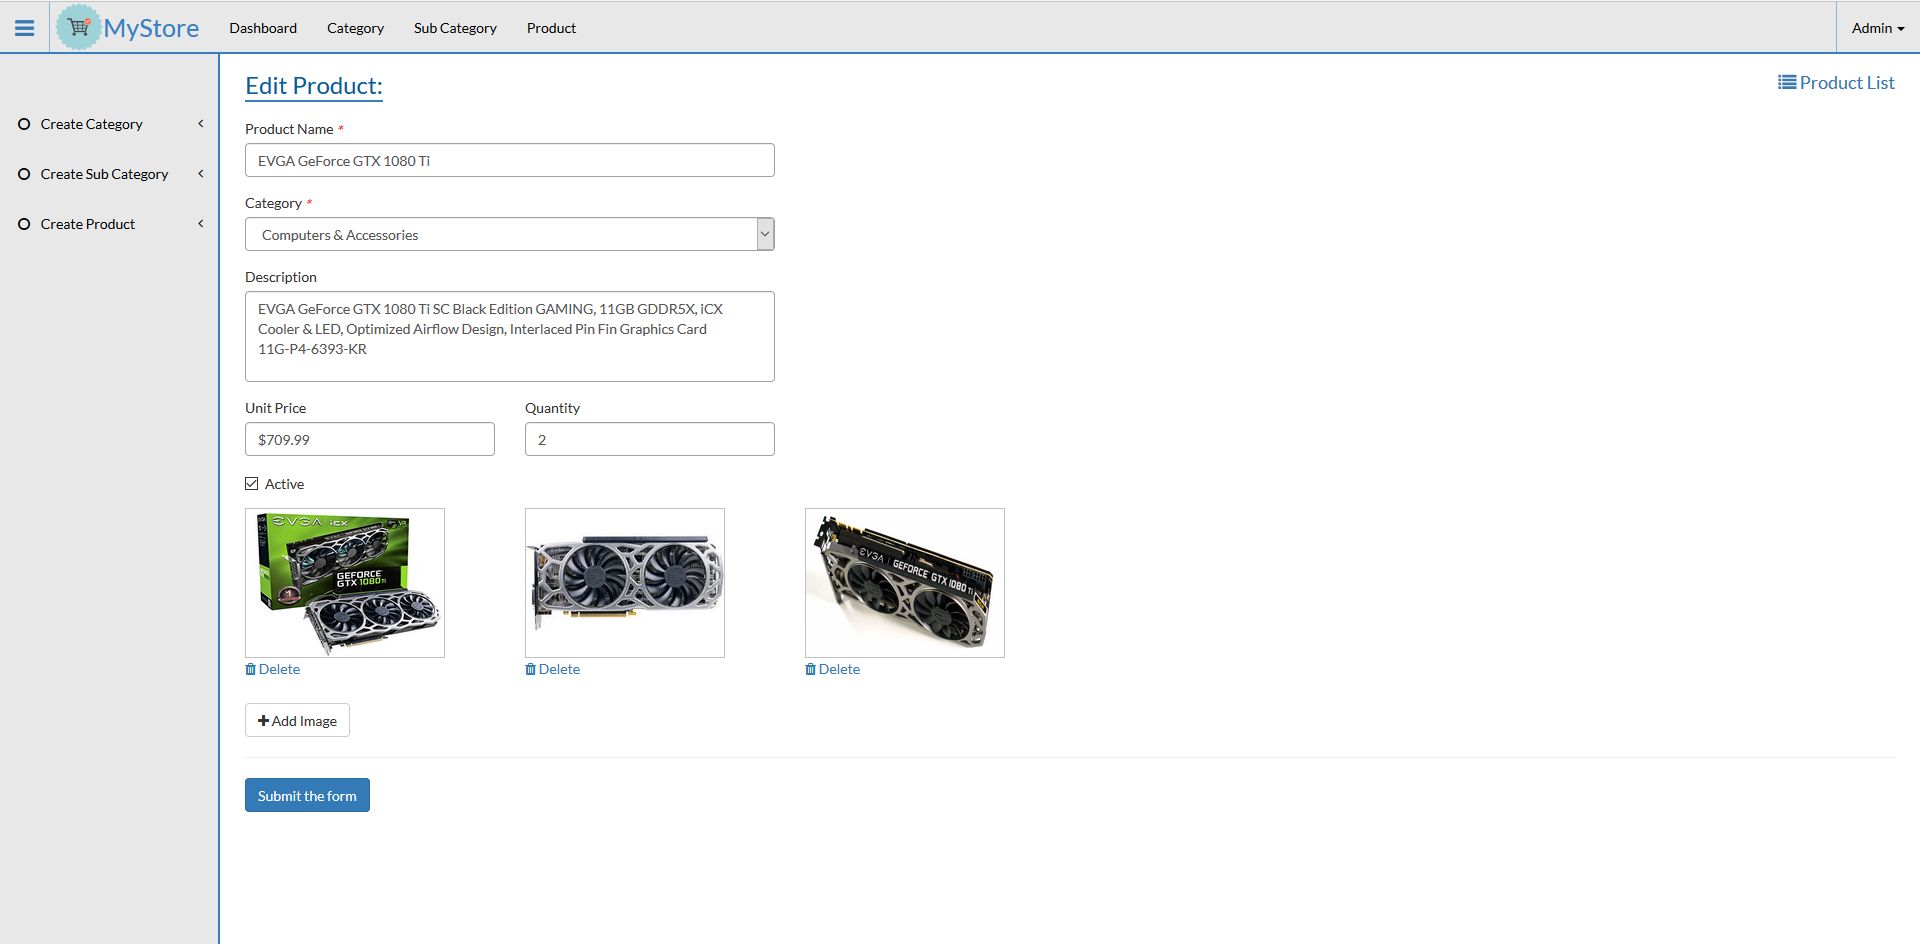 MyStore
Dashboard
Category
Sub Category
Product
Admin
Create Category
Create Sub Category
Create Product
Edit Product:
Product List
Product Name *
EVGA GeForce GTX 1080 Ti
Category *
Computers & Accessories
Description
EVGA GeForce GTX 1080 Ti SC Black Edition GAMING, 11GB GDDR5X, iCX
Cooler & LED, Optimized Airflow Design, Interlaced Pin Fin Graphics Card
11G-P4-6393-KR
Unit Price
Quantity
$709.99
2
Active
EVGA iCX
GEFORCE
GTX 1080 Ti
EVGA GEFORCE GTX 1080 Ti
Delete
Delete
Delete
Add Image
Submit the form